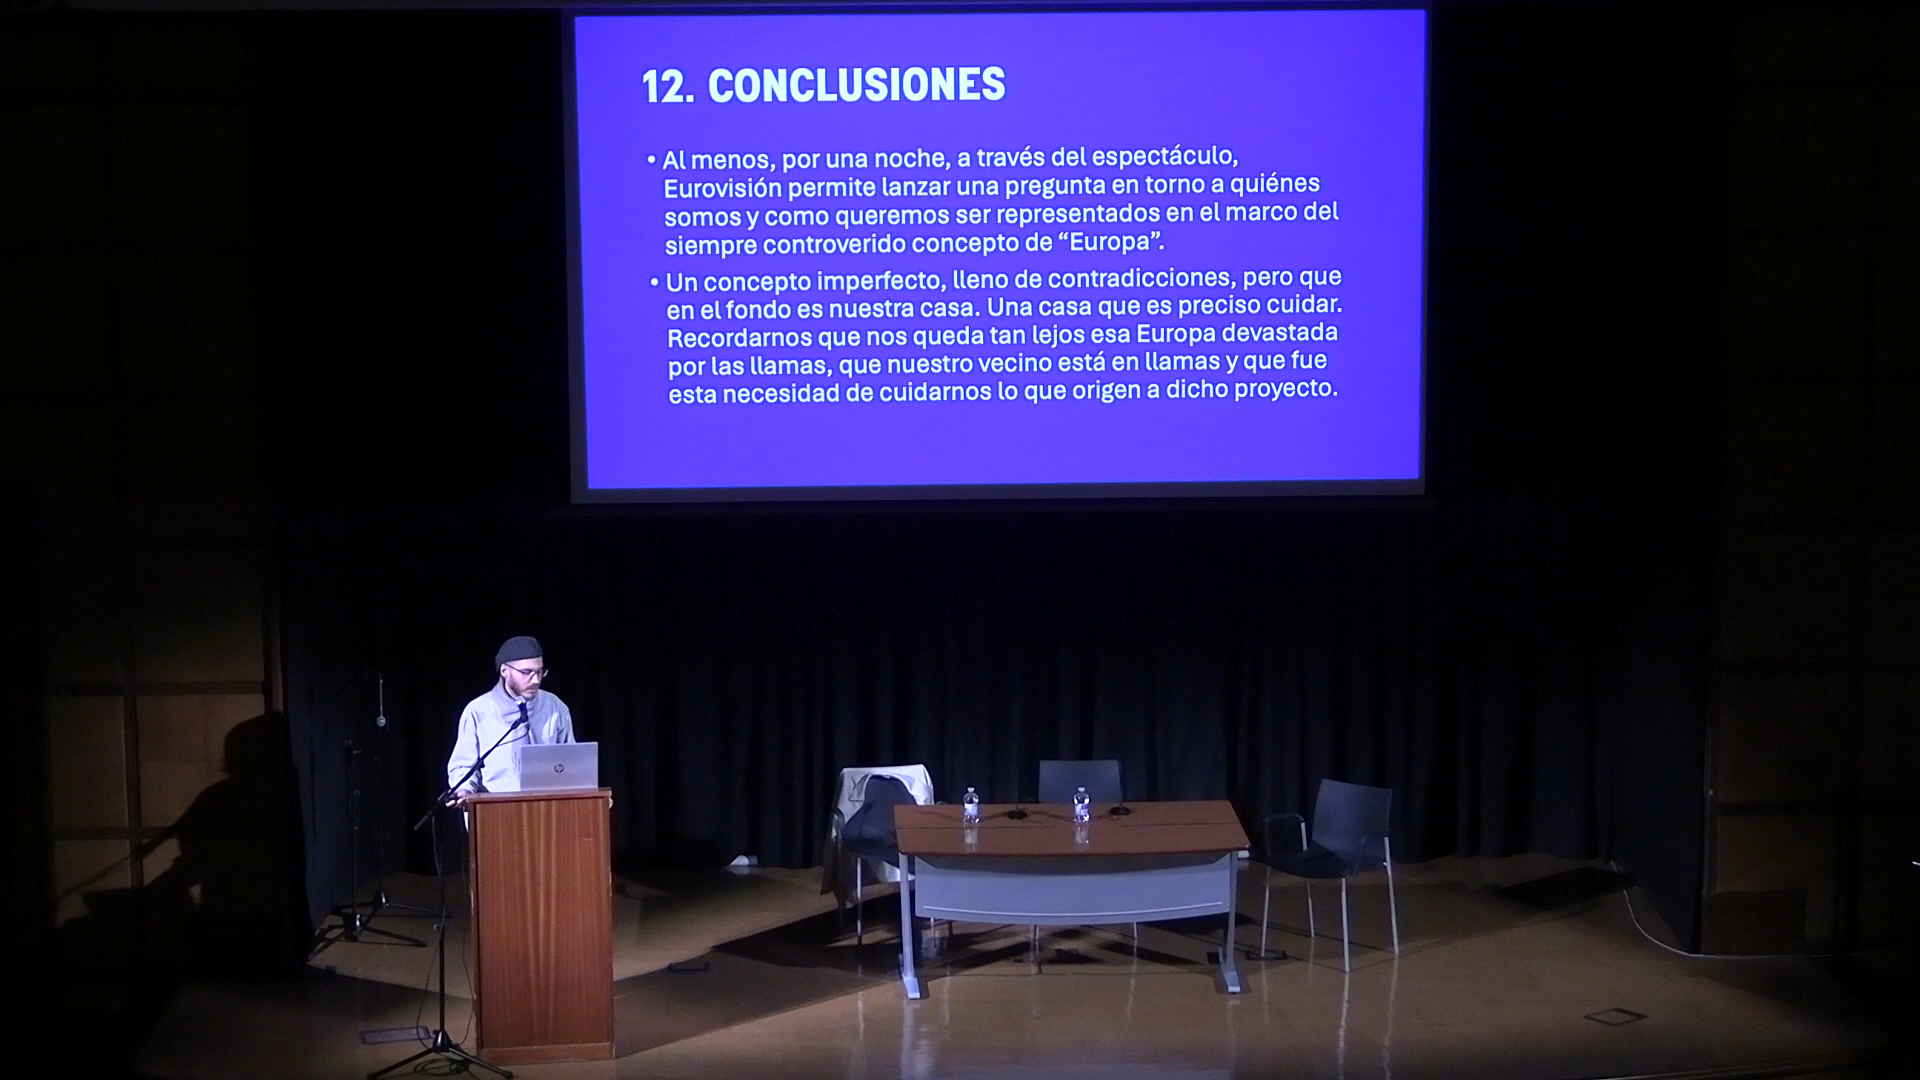 12. CONCLUSIONES
• Al menos, por una noche, a través del espectáculo,
Eurovisión permite lanzar una pregunta en torno a quiénes
somos y como queremos ser representados en el marco del
siempre controverido concepto de “Europa”.
• Un concepto imperfecto, lleno de contradicciones, pero que
en el fondo es nuestra casa. Una casa que es preciso cuidar.
Recordarnos que nos queda tan lejos esa Europa devastada
por las llamas, que nuestro vecino está en llamas y que fue
esta necesidad de cuidarnos lo que origen a dicho proyecto.
hp